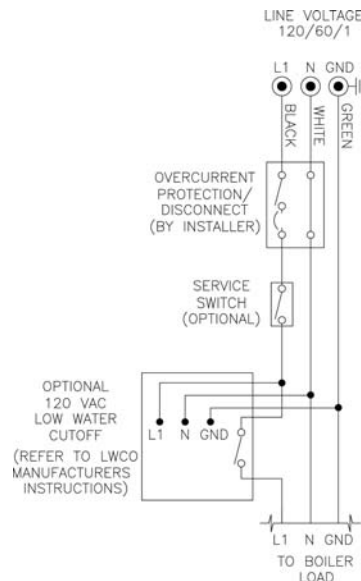 LINE VOLTAGE
120/60/1
L1 N GND
BLACK
WHITE
GREEN
OVERCURRENT
PROTECTION/
DISCONNECT
(BY INSTALLER)
SERVICE
SWITCH
(OPTIONAL)
OPTIONAL
120 VAC
LOW WATER
CUTOFF
(REFER TO LWCO
MANUFACTURERS
INSTRUCTIONS)
L1 N GND
L1 N GND
TO BOILER
LOAD